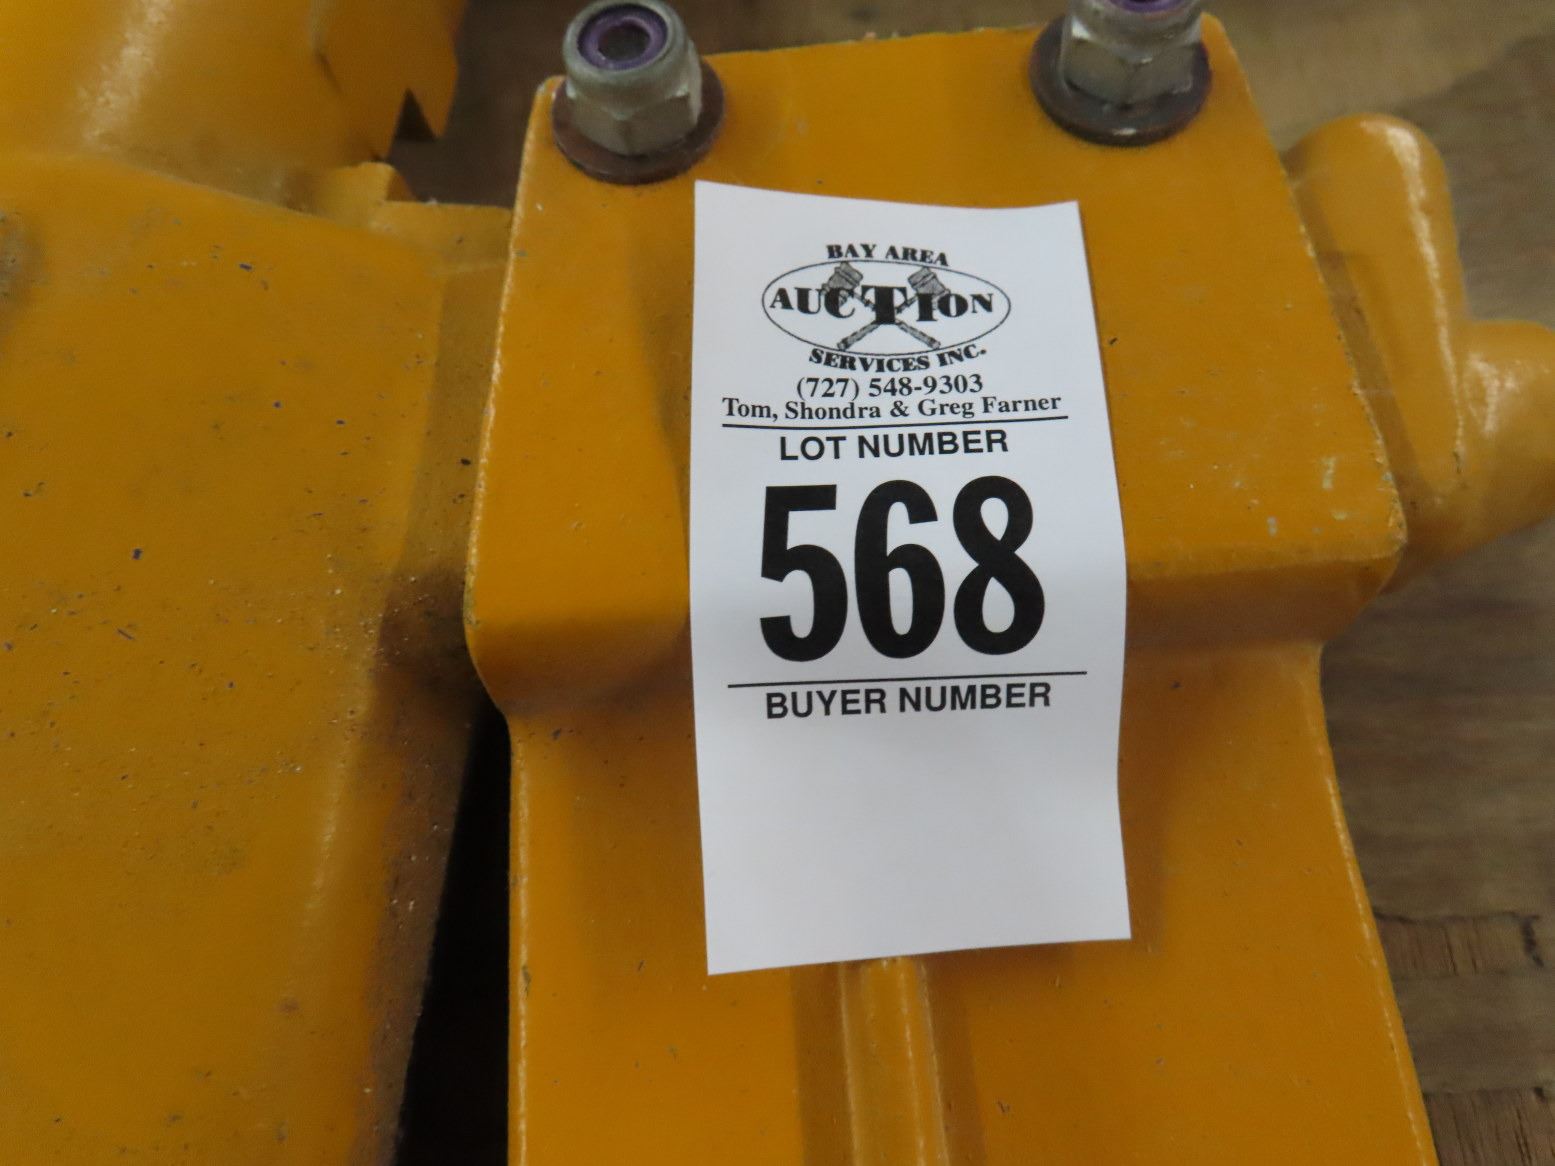 BAY AREA
AUCTION
SERVICES INC.
(727) 548-9303
Tom, Shondra & Greg Farner
LOT NUMBER
568
BUYER NUMBER